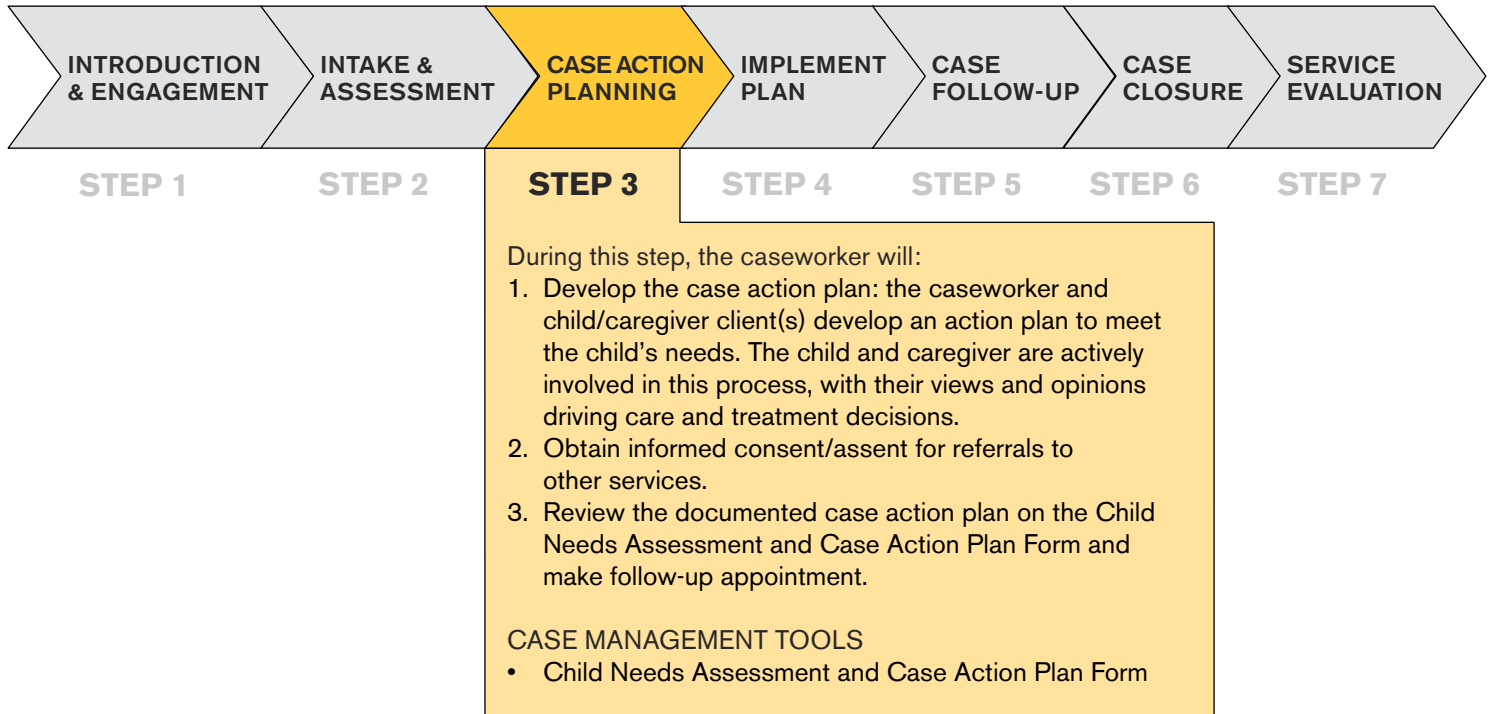 INTRODUCTION
& ENGAGEMENT
INTAKE &
ASSESSMENT
CASE ACTION
PLANNING
IMPLEMENT
PLAN
CASE
FOLLOW-UP
CASE
CLOSURE
SERVICE
EVALUATION
STEP 1
STEP 2
STEP 3
STEP 4
STEP 5
STEP 6
STEP 7
During this step, the caseworker will:
1. Develop the case action plan: the caseworker and
child/caregiver client(s) develop an action plan to meet
the child's needs. The child and caregiver are actively
involved in this process, with their views and opinions
driving care and treatment decisions.
2. Obtain informed consent/assent for referrals to
other services.
3. Review the documented case action plan on the Child
Needs Assessment and Case Action Plan Form and
make follow-up appointment.
CASE MANAGEMENT TOOLS
• Child Needs Assessment and Case Action Plan Form